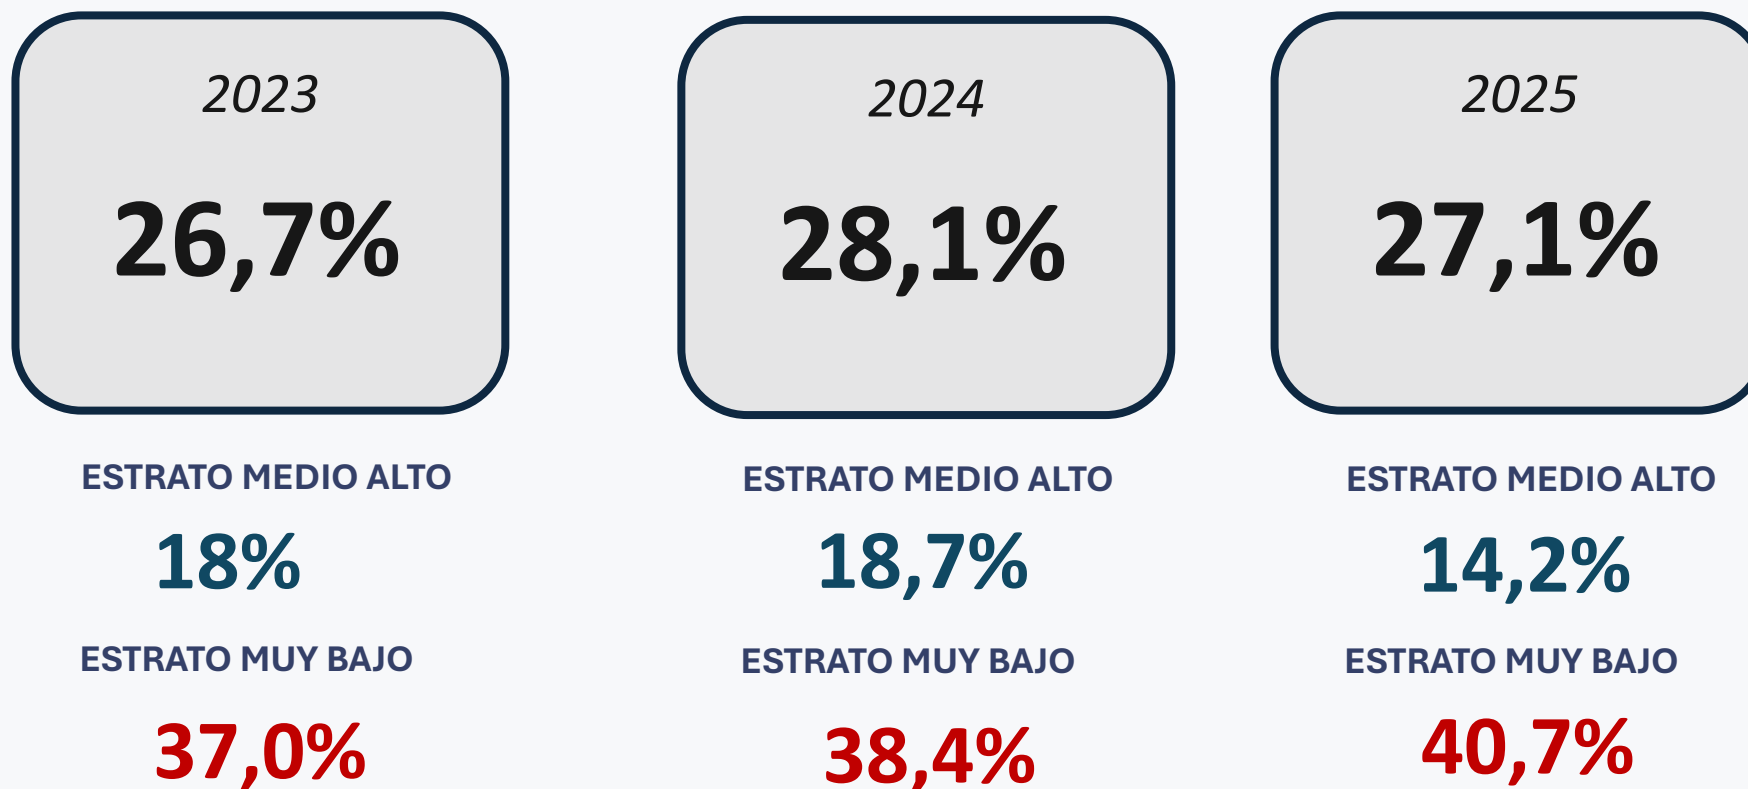 2023
26,7%
ESTRATO MEDIO ALTO
18%
ESTRATO MUY BAJO
37,0%
2024
28,1%
ESTRATO MEDIO ALTO
18,7%
ESTRATO MUY BAJO
38,4%
2025
27,1%
ESTRATO MEDIO ALTO
14,2%
ESTRATO MUY BAJO
40,7%